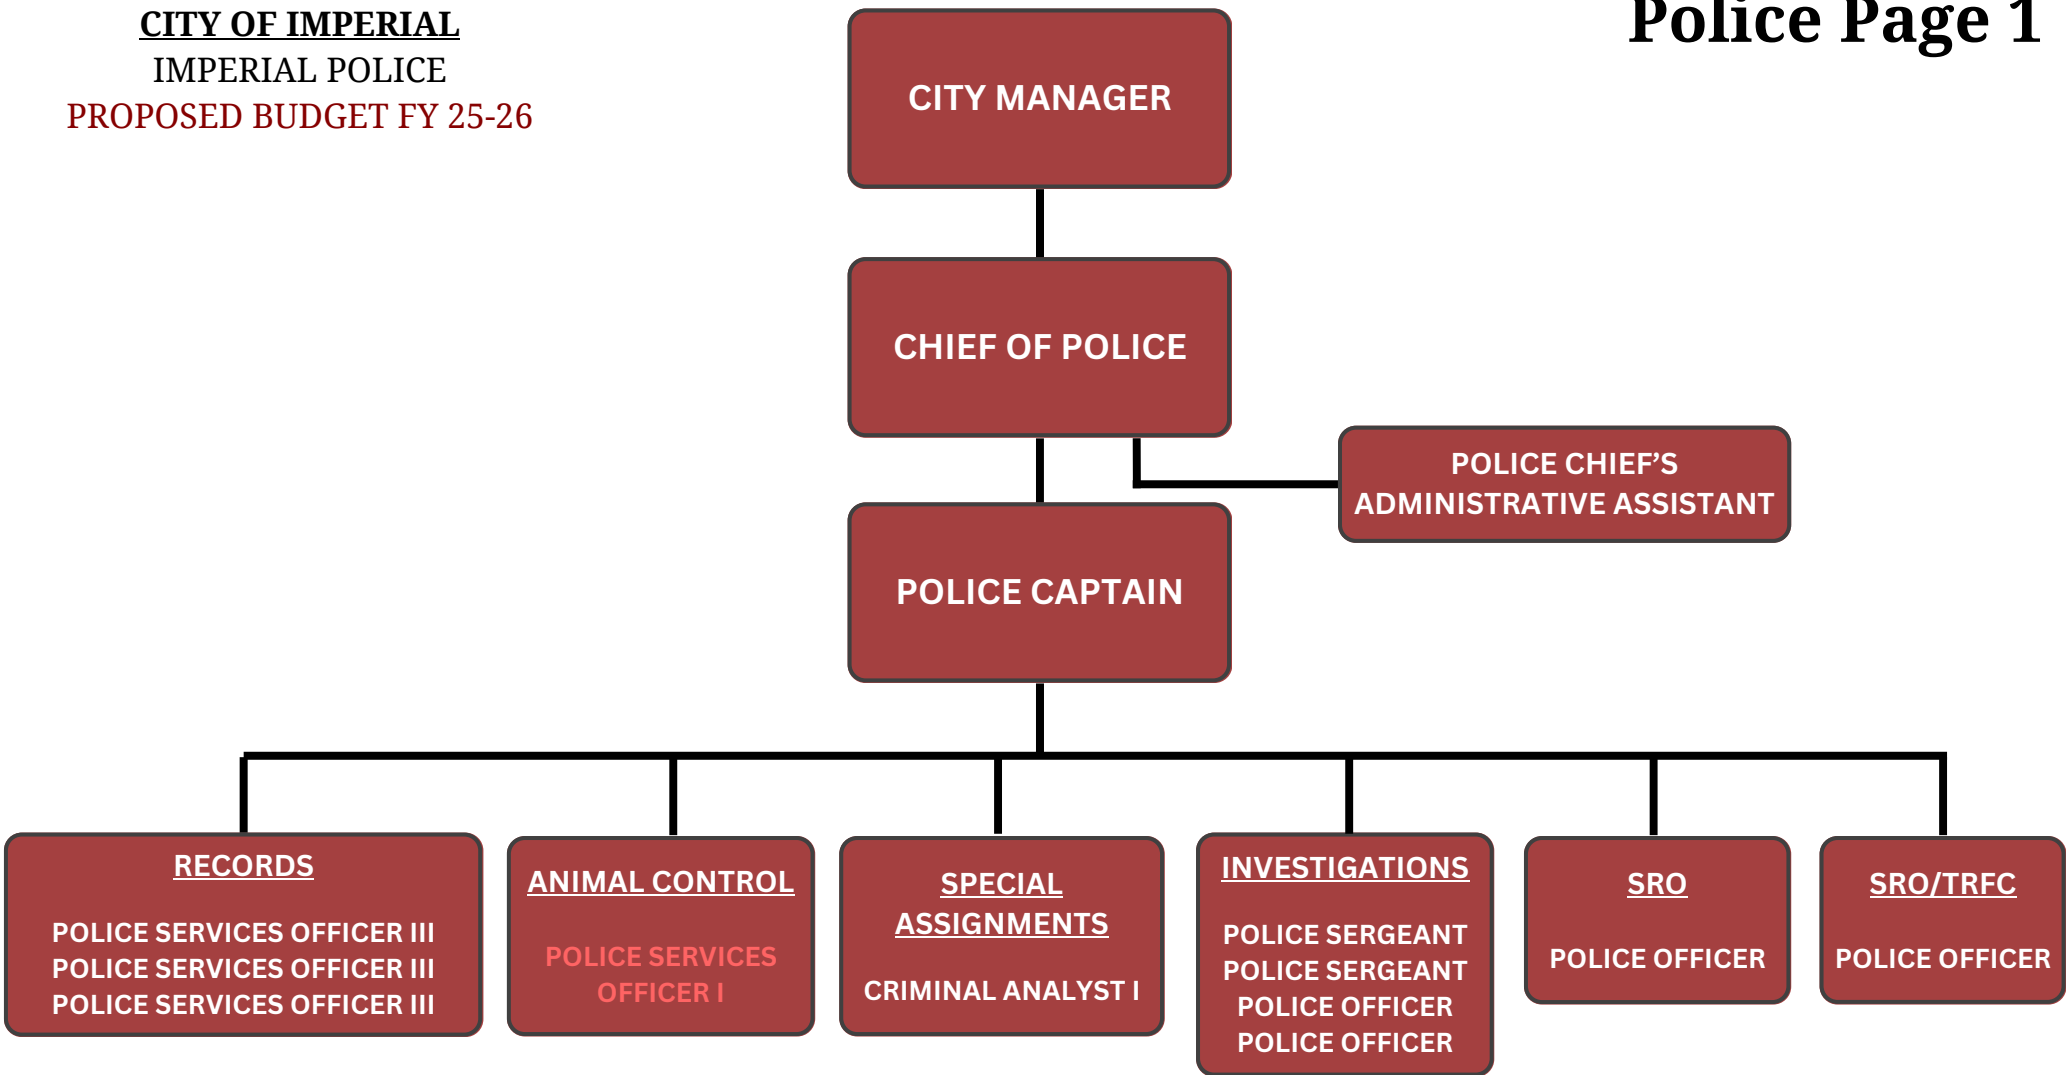 CITY OF IMPERIAL
IMPERIAL POLICE
PROPOSED BUDGET FY 25-26
Police Page 1
CITY MANAGER
CHIEF OF POLICE
POLICE CHIEF’S
ADMINISTRATIVE ASSISTANT
POLICE CAPTAIN
RECORDS
POLICE SERVICES OFFICER III
POLICE SERVICES OFFICER III
POLICE SERVICES OFFICER III
ANIMAL CONTROL
POLICE SERVICES
OFFICER I
SPECIAL
ASSIGNMENTS
CRIMINAL ANALYST I
INVESTIGATIONS
POLICE SERGEANT
POLICE SERGEANT
POLICE OFFICER
POLICE OFFICER
SRO
POLICE OFFICER
SRO/TRFC
POLICE OFFICER